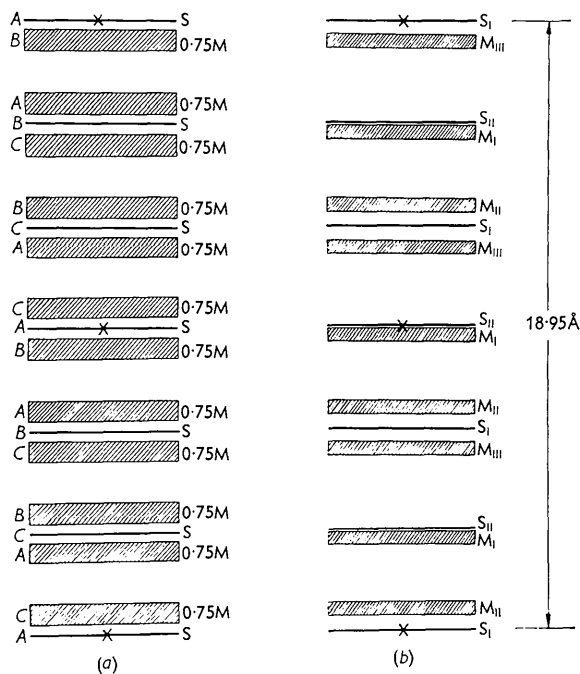 A S
B 0·75M
A 0·75M
B S
C 0·75M
B 0·75M
C S
A 0·75M
C 0·75M
A S
B 0·75M
A 0·75M
B S
C 0·75M
B 0·75M
C S
A 0·75M
C 0·75M
A S
(a)
S_I
M_III
S_II
M_I
M_II
S_I
M_III
S_II
M_I
M_II
S_I
M_III
S_II
M_I
M_II
S_I
(b)
18·95Å